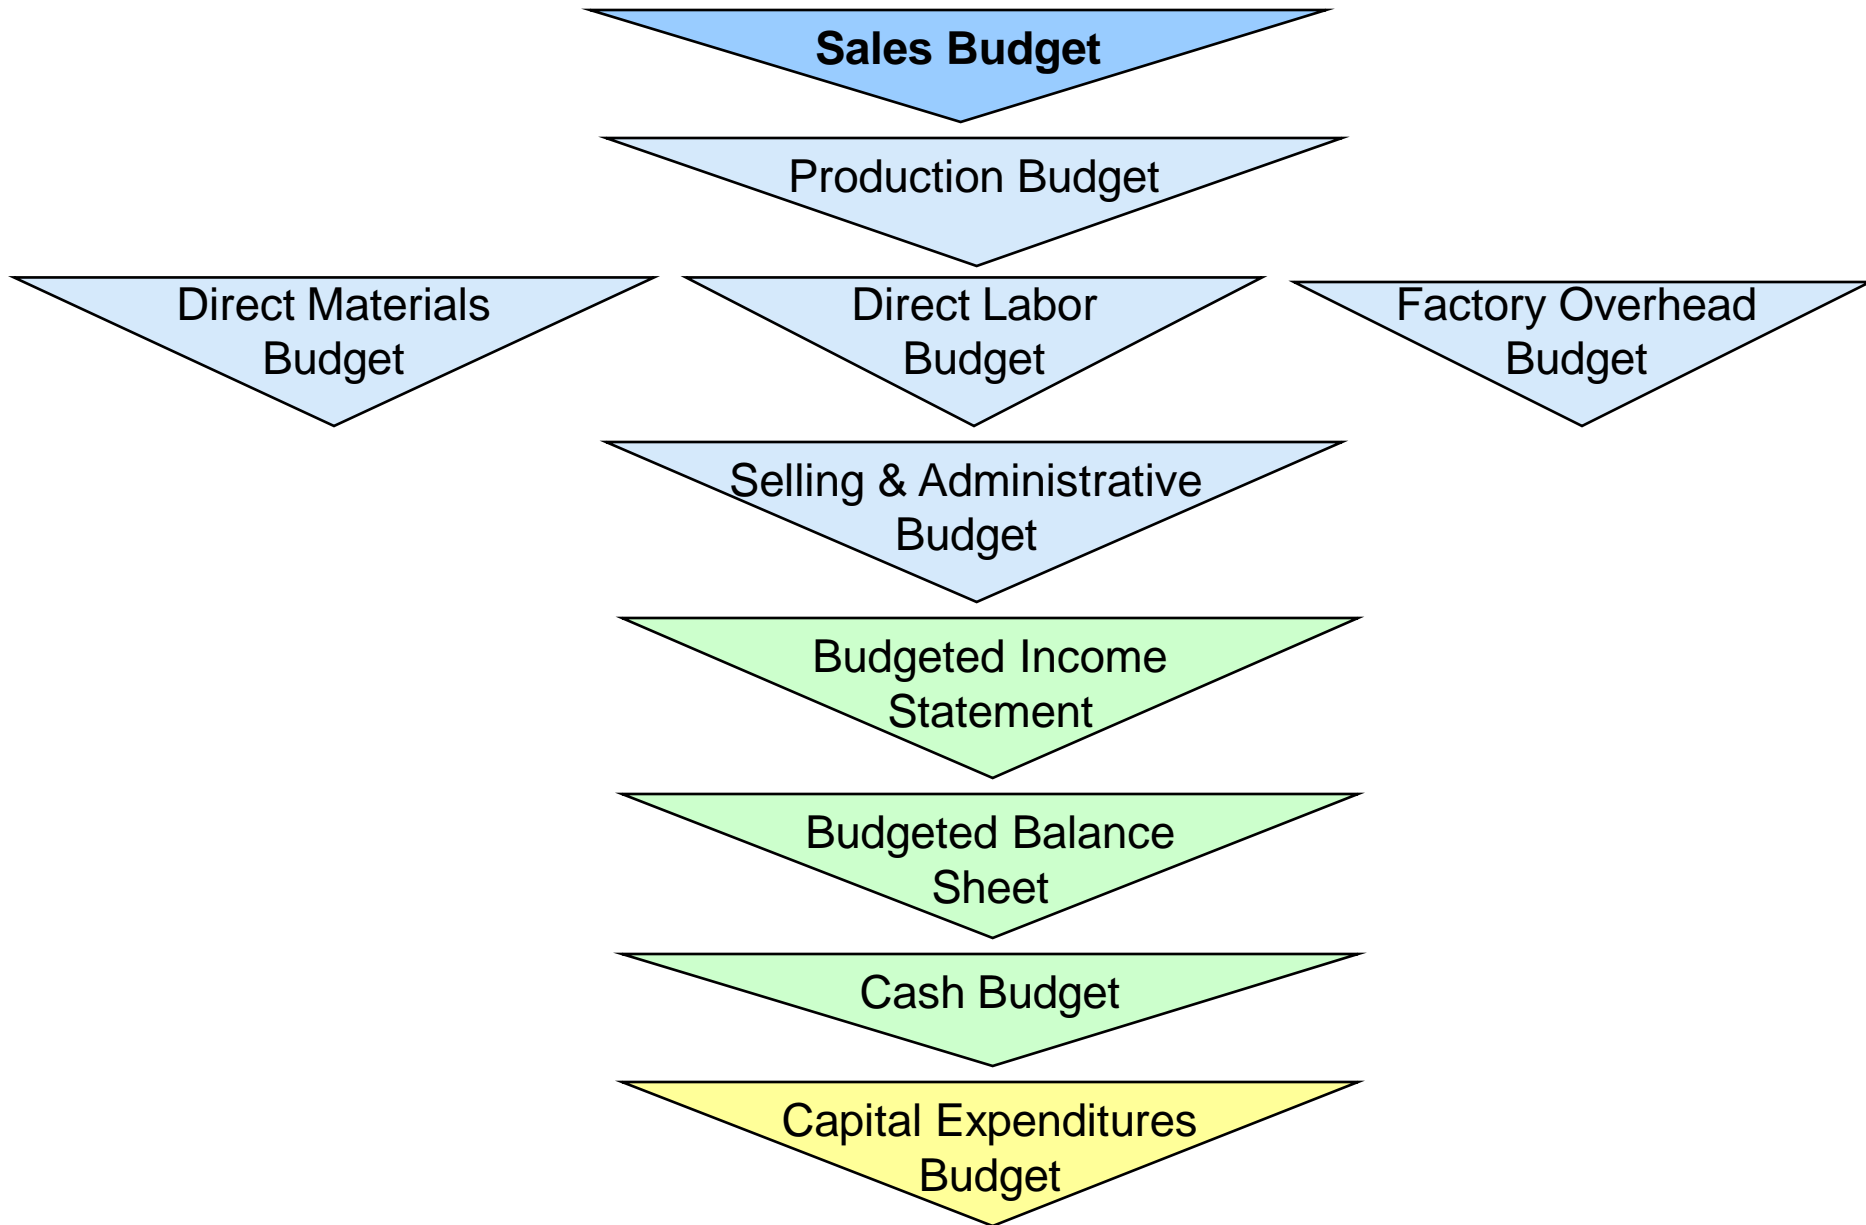 Sales Budget
Production Budget
Direct Materials
Budget
Direct Labor
Budget
Factory Overhead
Budget
Selling & Administrative
Budget
Budgeted Income
Statement
Budgeted Balance
Sheet
Cash Budget
Capital Expenditures
Budget